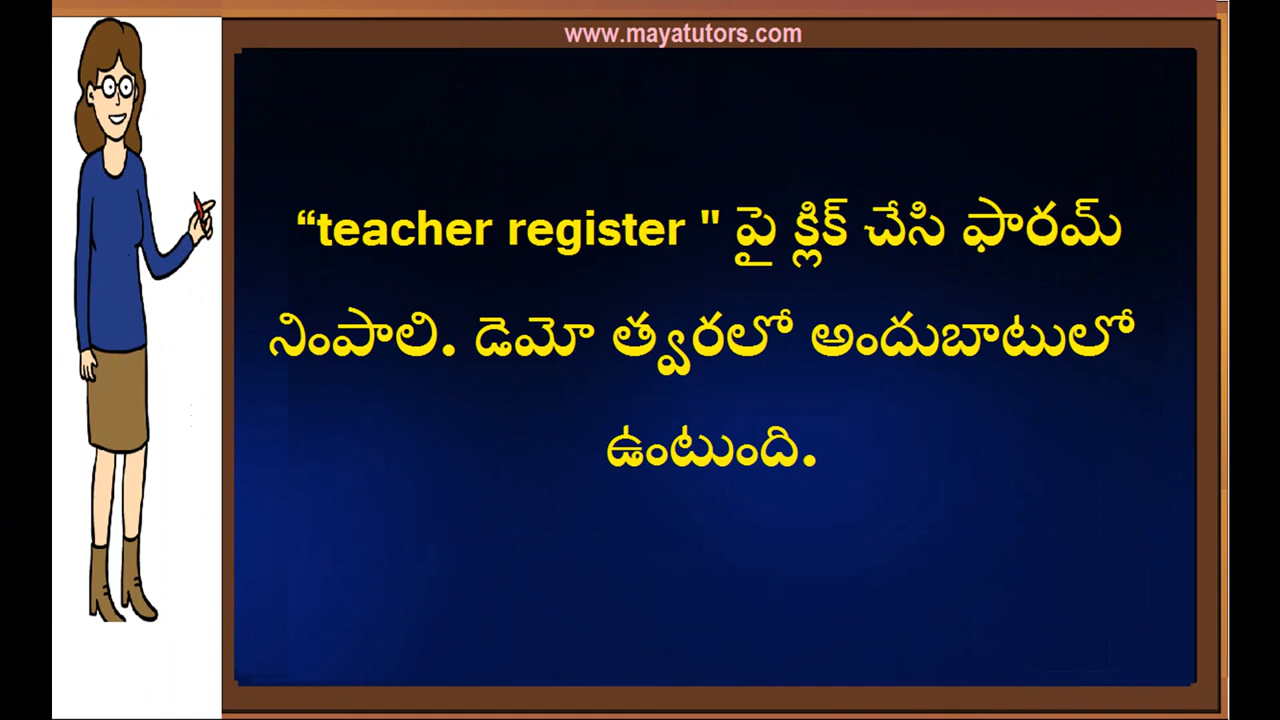 www.mayatutors.com
“teacher register " పై క్లిక్ చేసి ఫారమ్
నింపాలి. డెమో త్వరలో అందుబాటులో
ఉంటుంది.